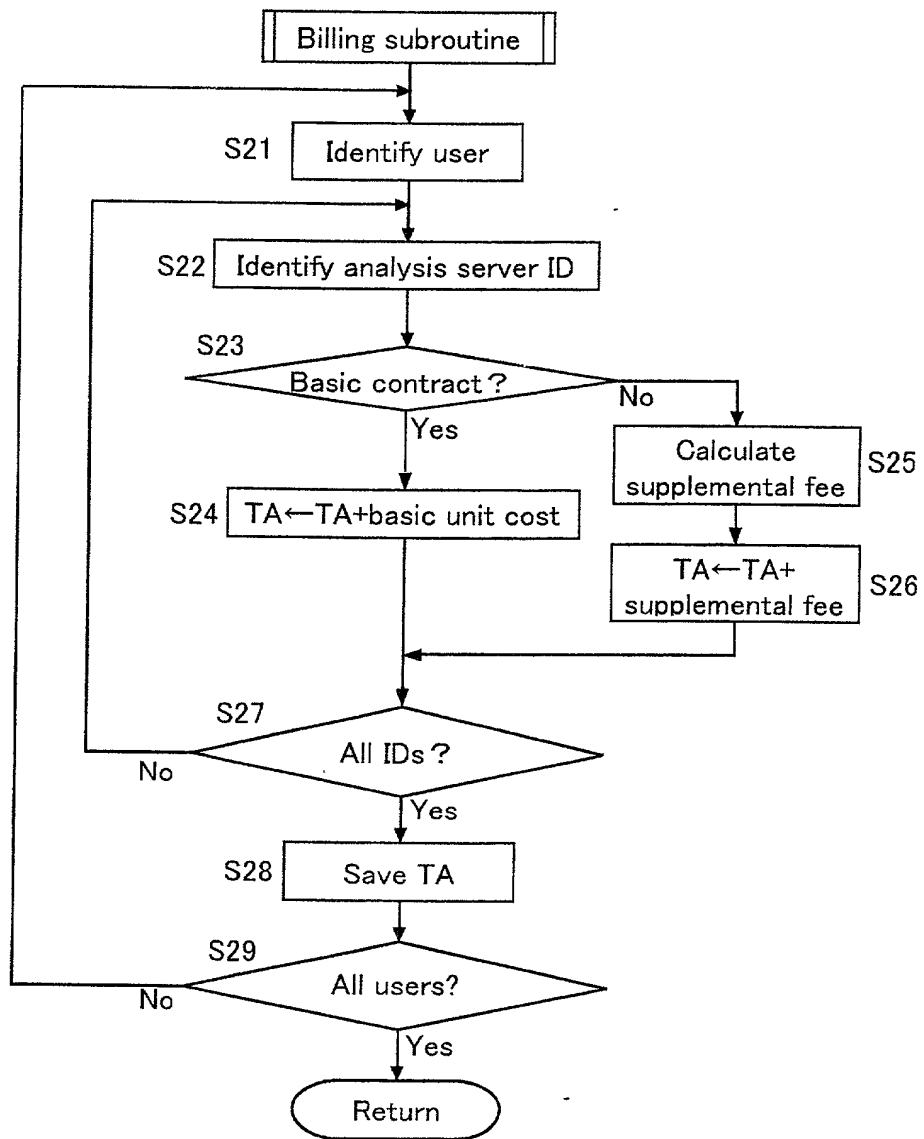 Billing subroutine
S21
Identify user
S22
Identify analysis server ID
S23
Basic contract?
No
Yes
Calculate
supplemental fee
S25
S24
TA←TA+basic unit cost
TA←TA+
supplemental fee
S26
S27
All IDs?
No
Yes
S28
Save TA
S29
All users?
No
Yes
Return